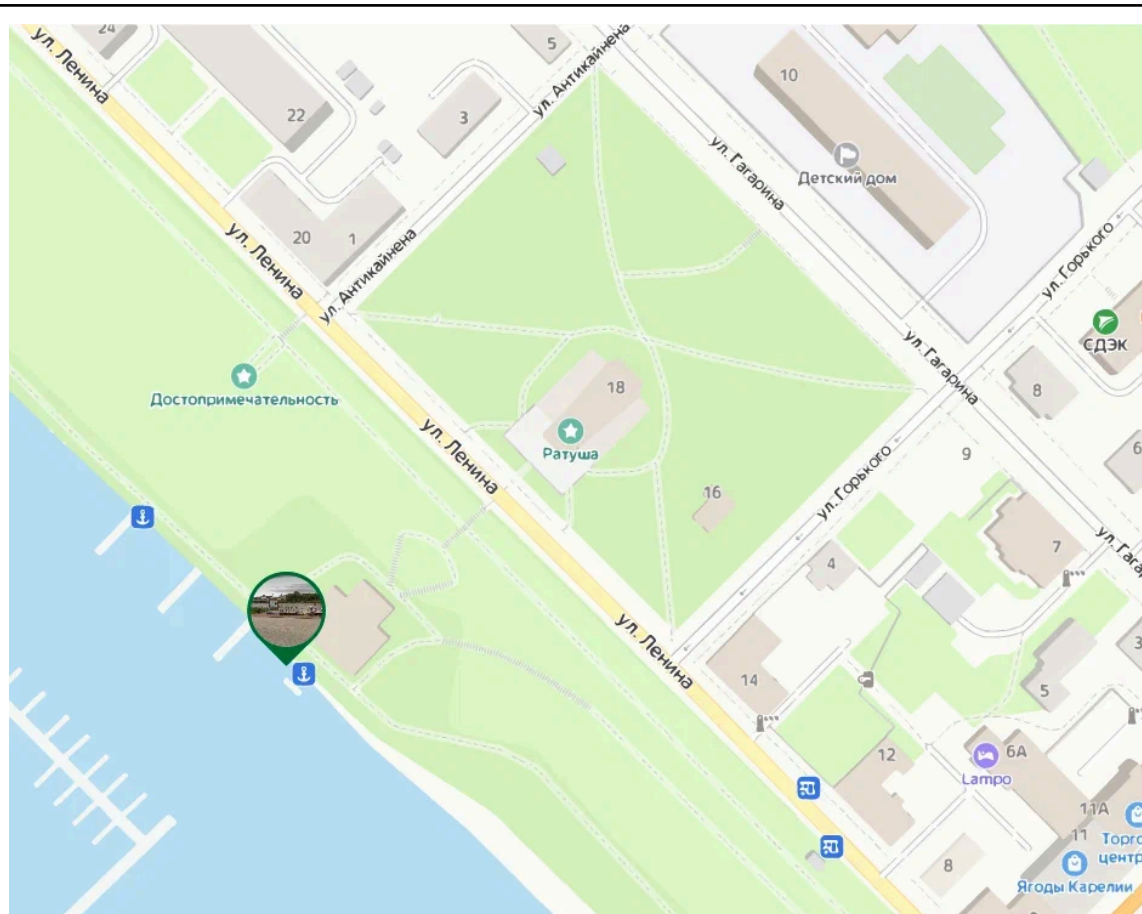 24
ул. Ленина
5
ул. Антикайнена
10
22
3
ул. Гагарина
Детский дом
20
1
ул. Ленина
ул. Антикайнена
ул. Горького
СДЭК
ул. Гагарина
Достопримечательность
18
8
ул. Ленина
Ратуша
9
6
16
ул. Горького
7
4
ул. Ленина
14
5
3
12
6А
Lampo
11А
11
8
Ягоды Карелии